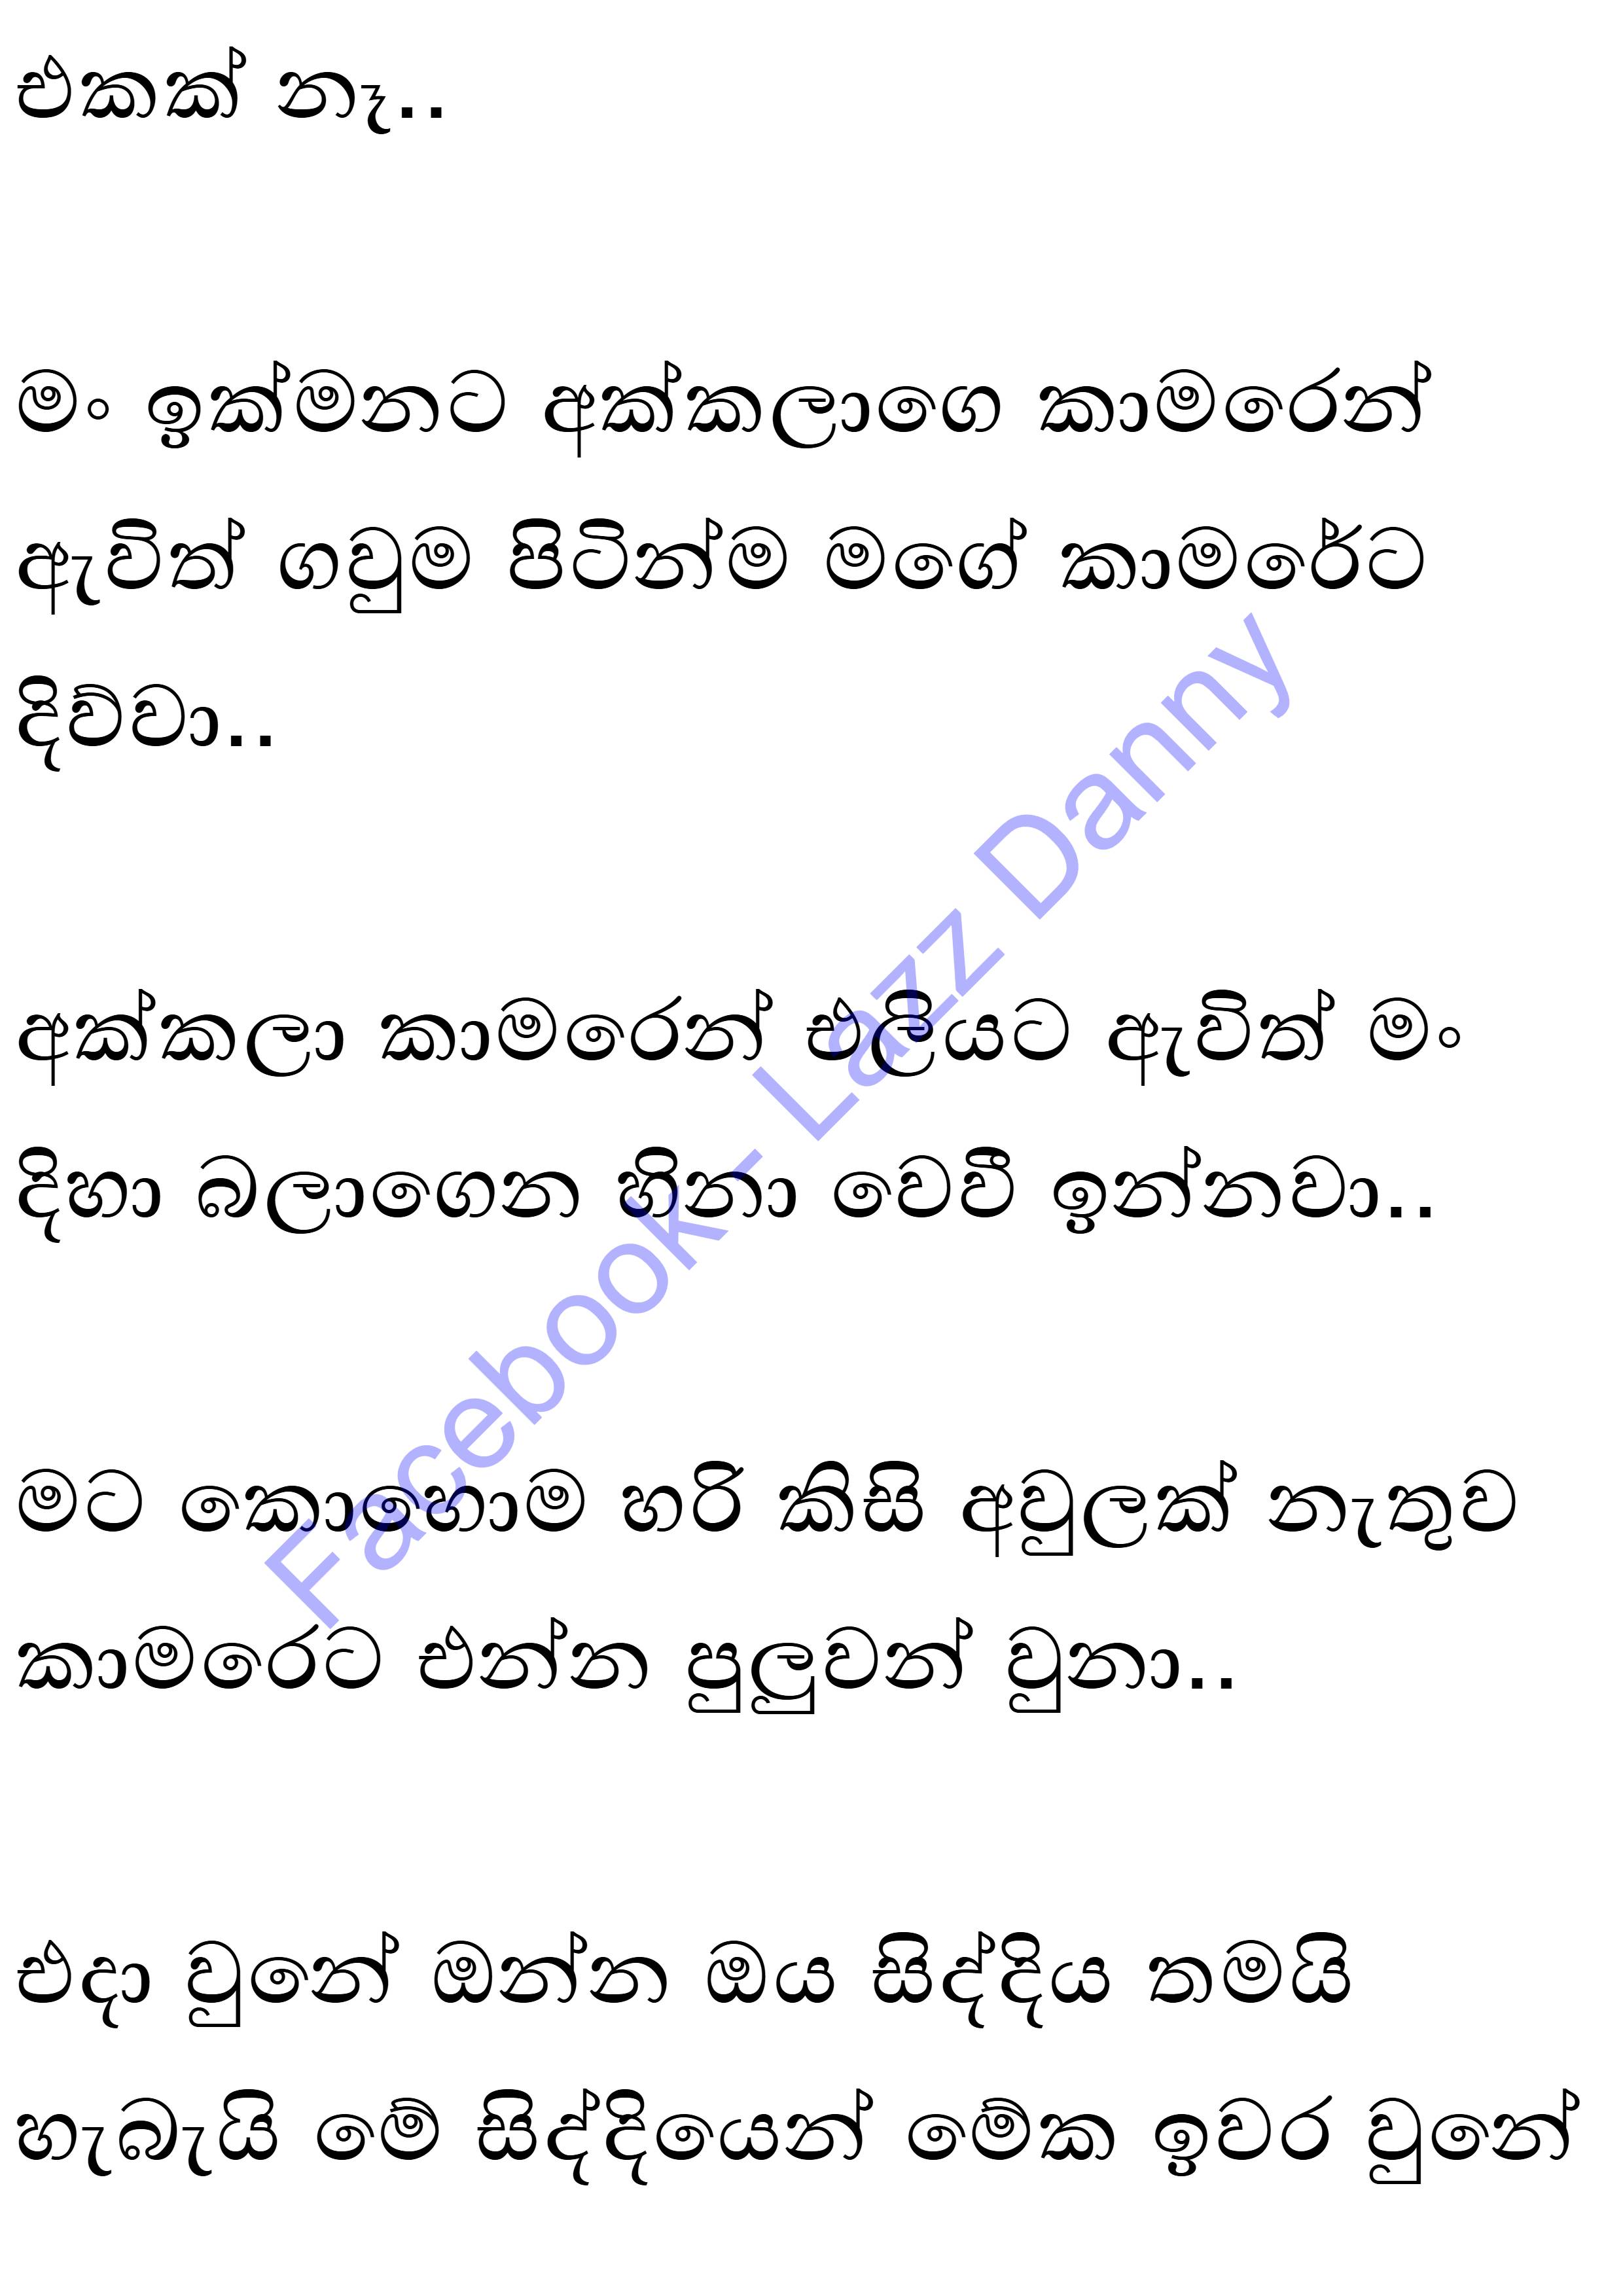 එකක් නෑ..
මං ඉක්මනට අක්කලාගෙ කාමරෙන්
ඇවිත් ගවුම පිටින්ම මගේ කාමරේට
දිව්වා..
අක්කලා කාමරෙන් එලියට ඇවිත් මං
දිහා බලාගෙන හිනා වෙවී ඉන්නවා..
මට කොහොම හරි කිසි අවුලක් නැතුව
කාමරෙට එන්න පුලුවන් වුනා..
එදා වුනේ ඔන්න ඔය සිද්දිය තමයි
හැබැයි මේ සිද්දියෙන් මේක ඉවර වුනේ
Facebook - Lazz Danny